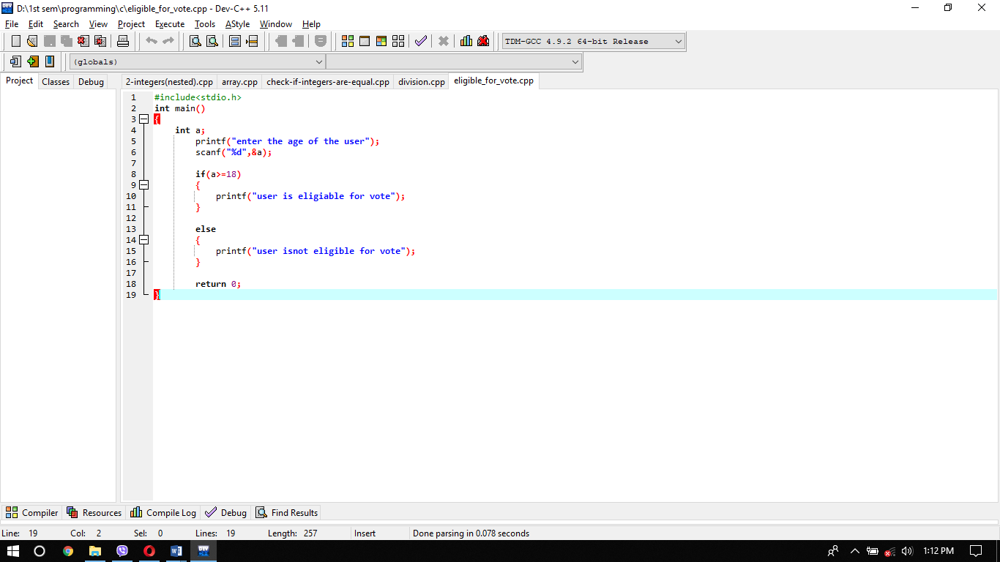 D:\1st sem\programming\c\eligible_for_vote.cpp - Dev-C++ 5.11
File Edit Search View Project Execute Tools AStyle Window Help
TDM-GCC 4.9.2 64-bit Release
(globals)
Project Classes Debug 2-integers(nested).cpp array.cpp check-if-integers-are-equal.cpp division.cpp eligible_for_vote.cpp
1 #include<stdio.h>
2 int main()
3 {
4 int a;
5 printf("enter the age of the user");
6 scanf("%d",&a);
7
8 if(a>=18)
9 {
10 printf("user is eligiable for vote");
11 }
12
13 else
14 {
15 printf("user isnot eligible for vote");
16 }
17
18 return 0;
19 }
Compiler Resources Compile Log Debug Find Results
Line: 19 Col: 2 Sel: 0 Lines: 19 Length: 257 Insert Done parsing in 0.078 seconds
1:12 PM